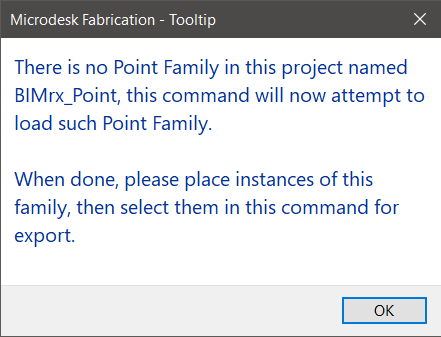 Microdesk Fabrication - Tooltip
There is no Point Family in this project named
BIMrx_Point, this command will now attempt to
load such Point Family.
When done, please place instances of this
family, then select them in this command for
export.
OK